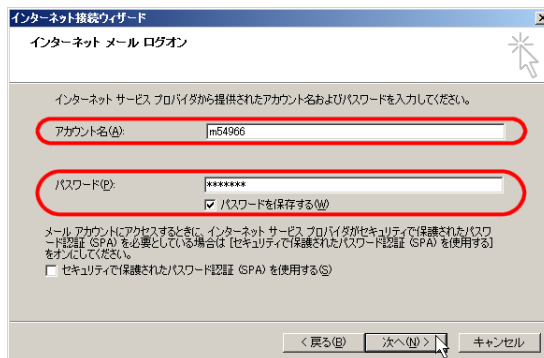 インターネット接続ウィザード
インターネット メール ログオン
インターネット サービス プロバイダから提供されたアカウント名およびパスワードを入力してください。
アカウント名(A):
m54966
パスワード(P):
*******
パスワードを保存する(W)
メール アカウントにアクセスするときに、インターネット サービス プロバイダがセキュリティで保護されたパスワ
ード認証 (SPA) を必要としている場合は [セキュリティで保護されたパスワード認証 (SPA) を使用する]
をオンにしてください。
セキュリティで保護されたパスワード認証 (SPA) を使用する(S)
< 戻る(B)
次へ(N) >
キャンセル